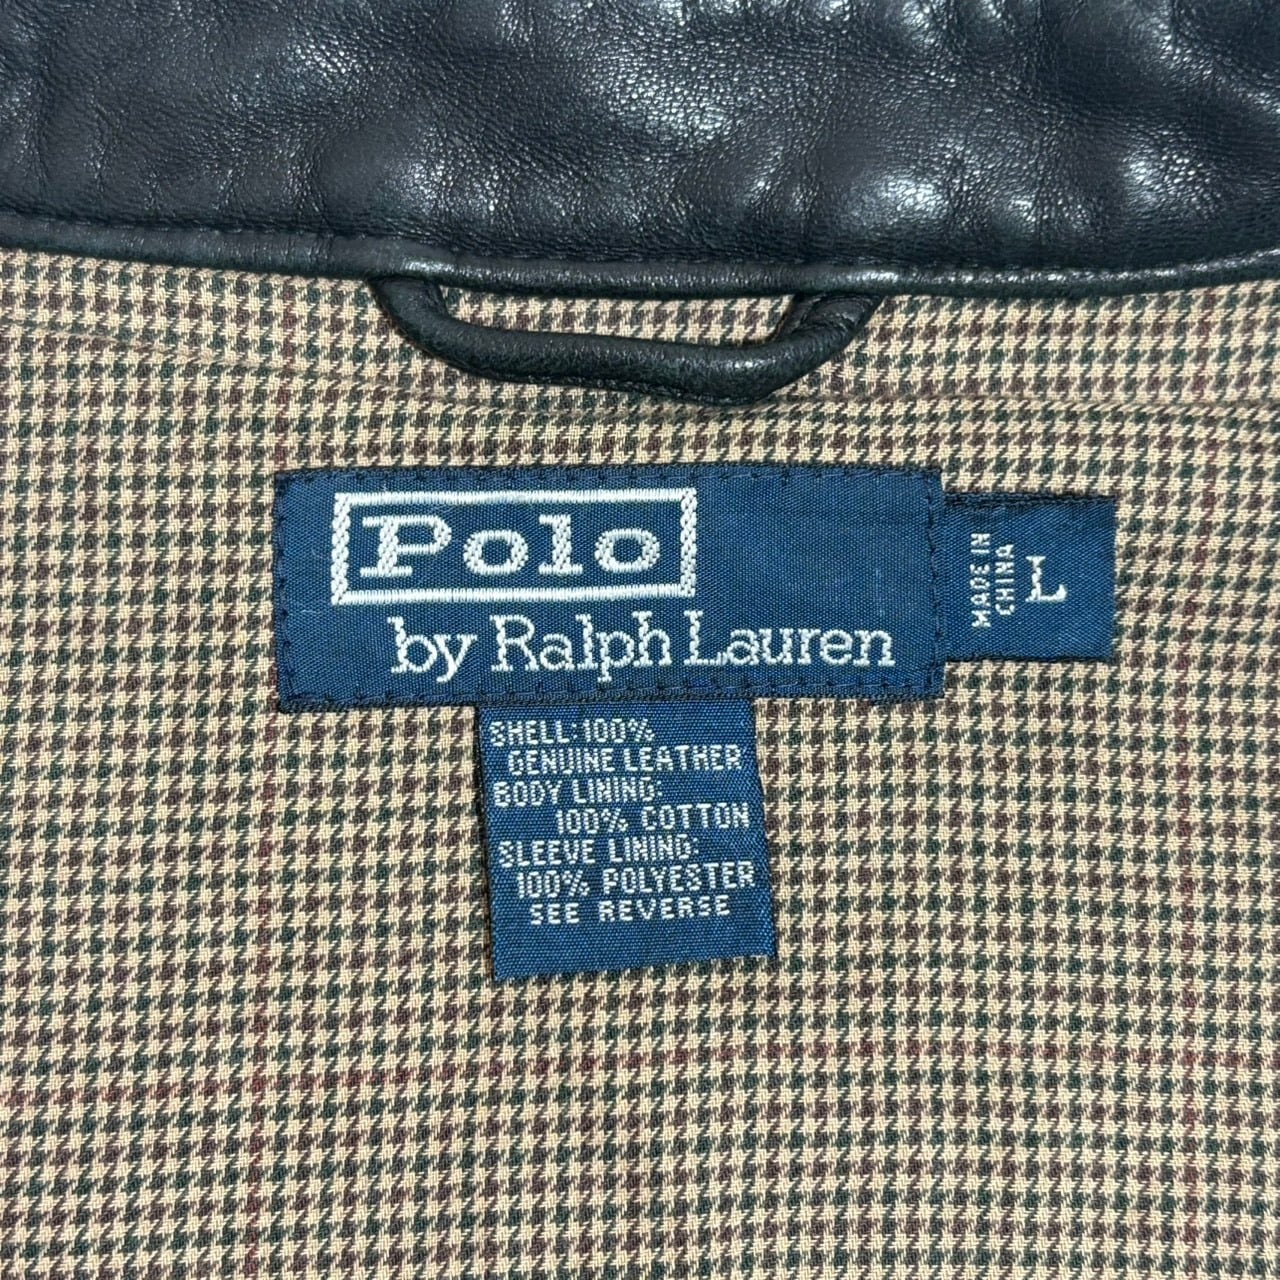 Polo
by Ralph Lauren
MADE IN
CHINA
L
SHELL:100%
GENUINE LEATHER
BODY LINING:
100% COTTON
SLEEVE LINING:
100% POLYESTER
SEE REVERSE